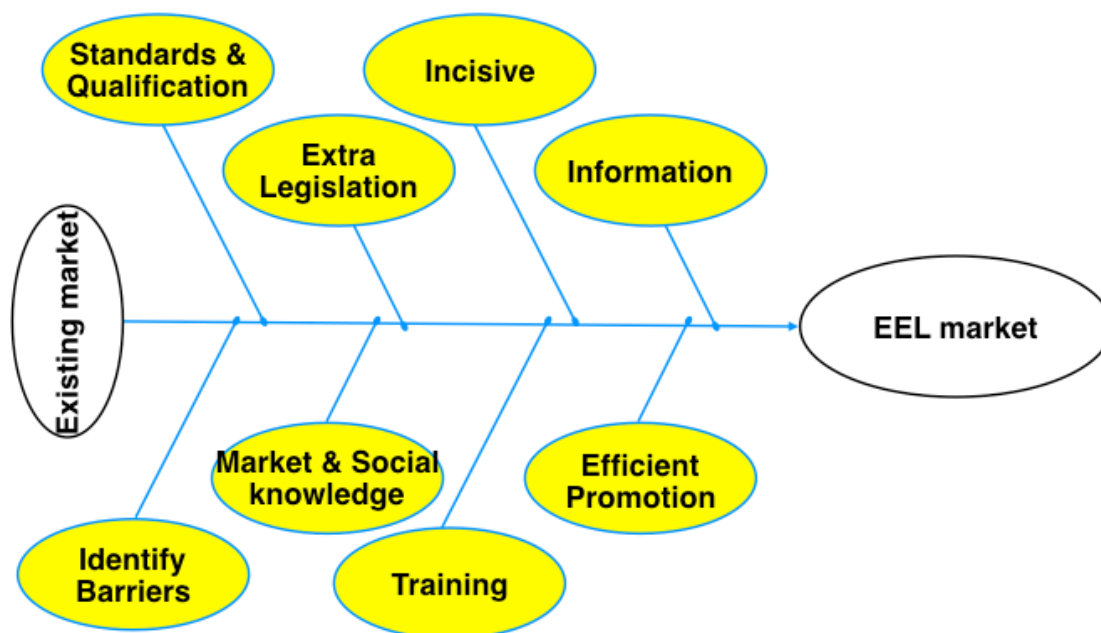 Standards &
Qualification
Incisive
Extra
Legislation
Information
Existing market
EEL market
Market & Social
knowledge
Efficient
Promotion
Identify
Barriers
Training